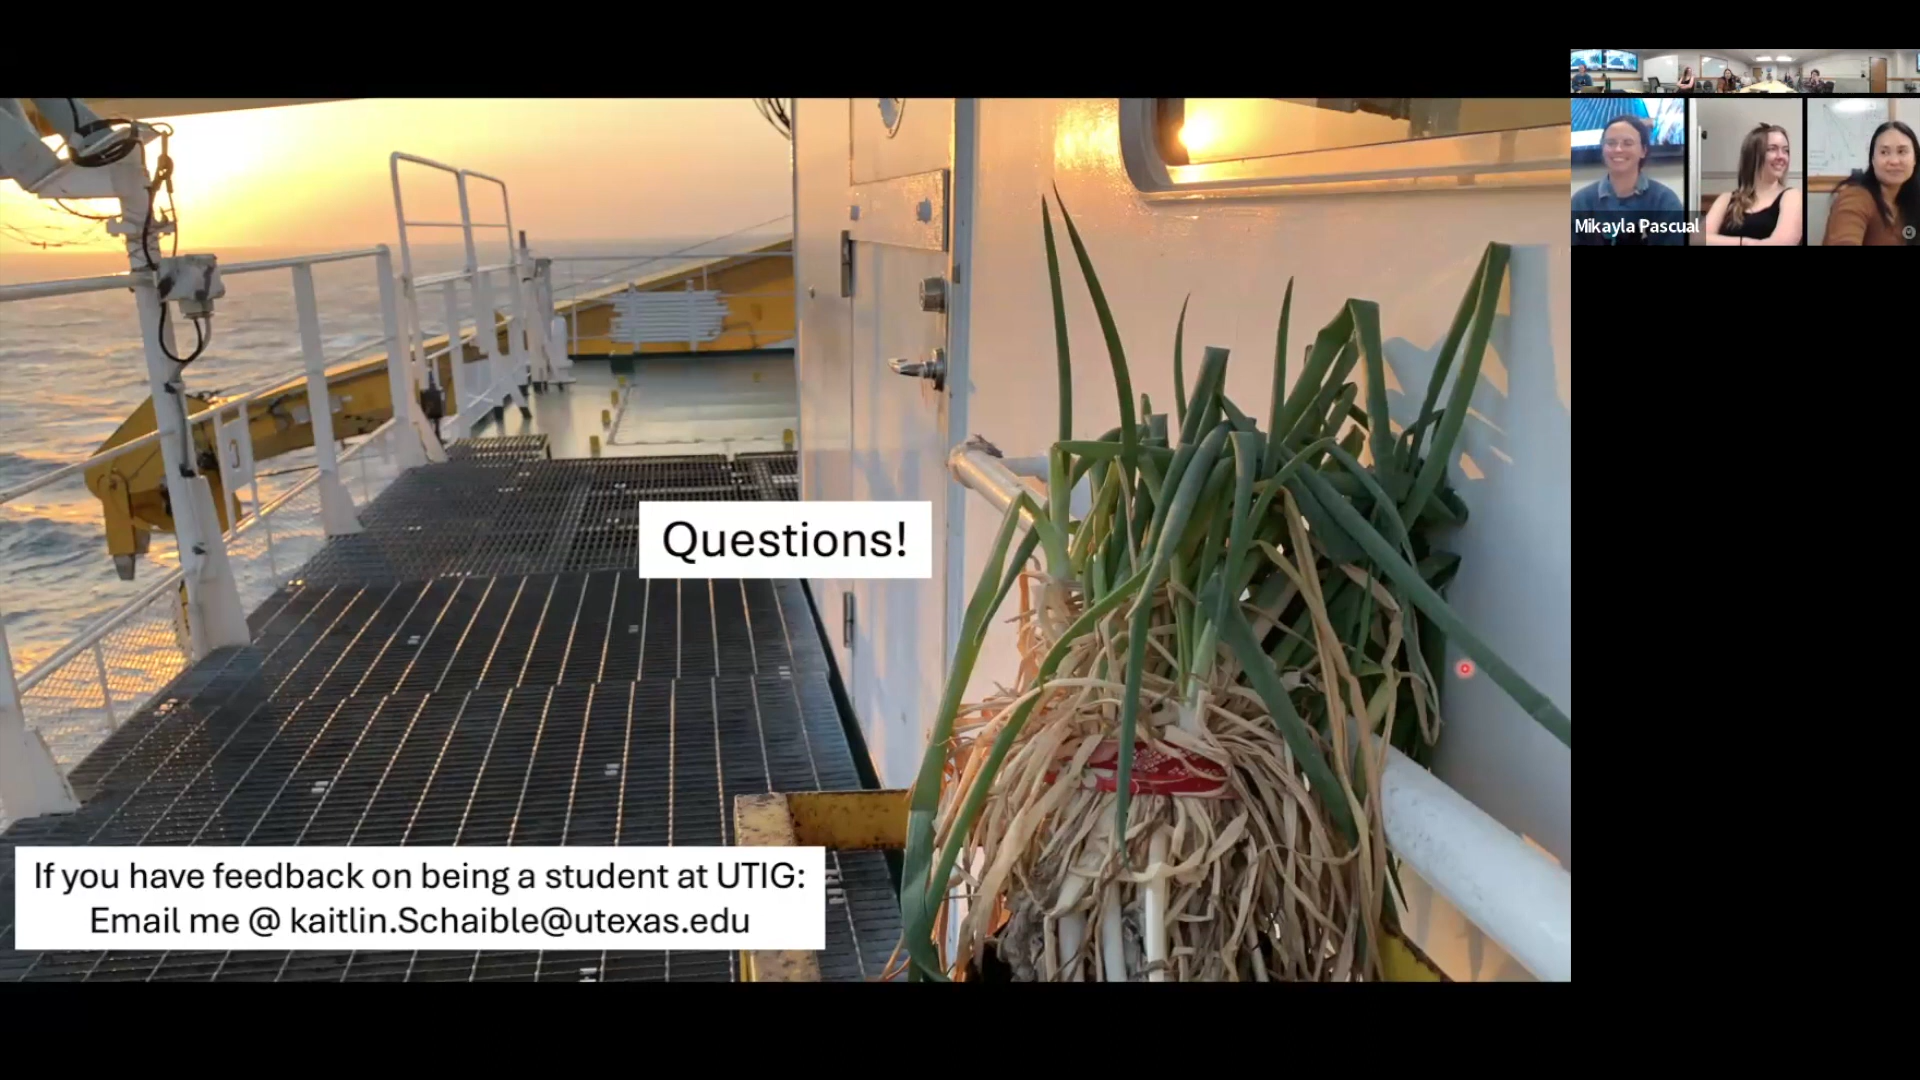 Questions!
If you have feedback on being a student at UTIG:
Email me @ kaitlin.Schaible@utexas.edu
Mikayla Pascual